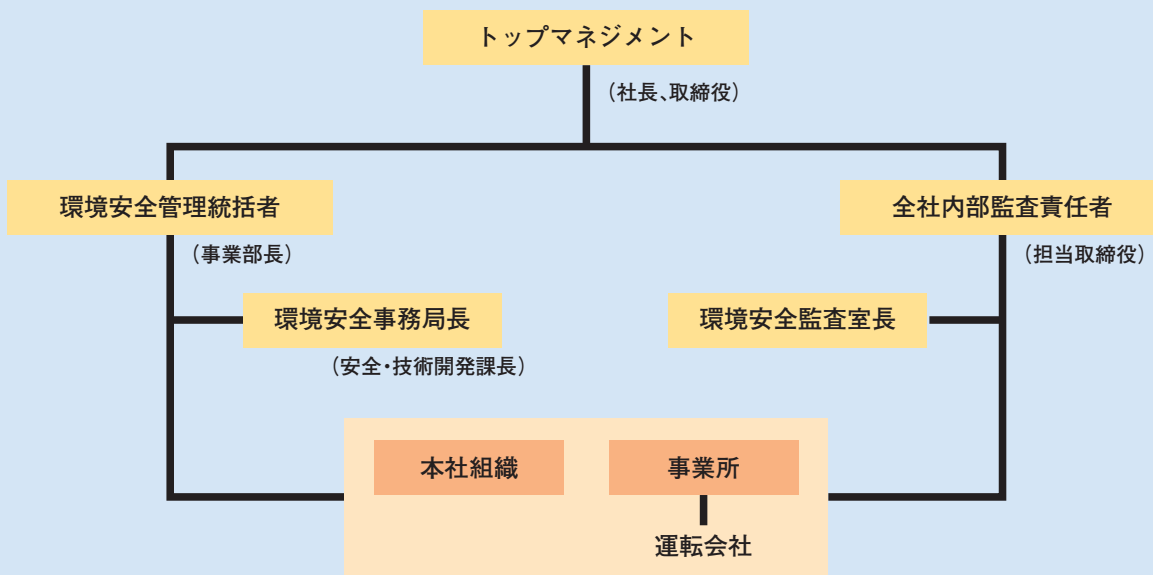 トップマネジメント
（社長、取締役）
環境安全管理統括者
全社内部監査責任者
（事業部長）
（担当取締役）
環境安全事務局長
環境安全監査室長
（安全・技術開発課長）
本社組織
事業所
運転会社